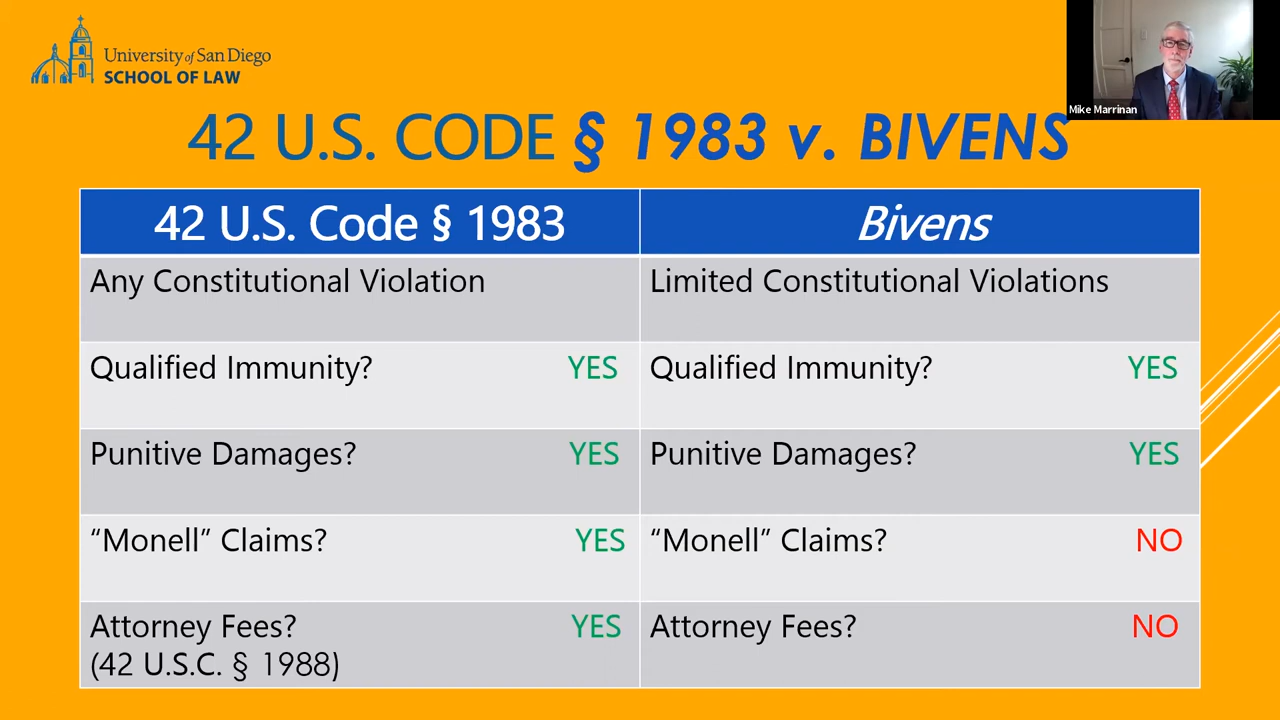 University of San Diego
SCHOOL OF LAW
Mike Marrinan
42 U.S. CODE § 1983 v. BIVENS
42 U.S. Code § 1983
Bivens
Any Constitutional Violation
Limited Constitutional Violations
Qualified Immunity? YES
Qualified Immunity? YES
Punitive Damages? YES
Punitive Damages? YES
“Monell” Claims? YES
“Monell” Claims? NO
Attorney Fees? YES
(42 U.S.C. § 1988)
Attorney Fees? NO